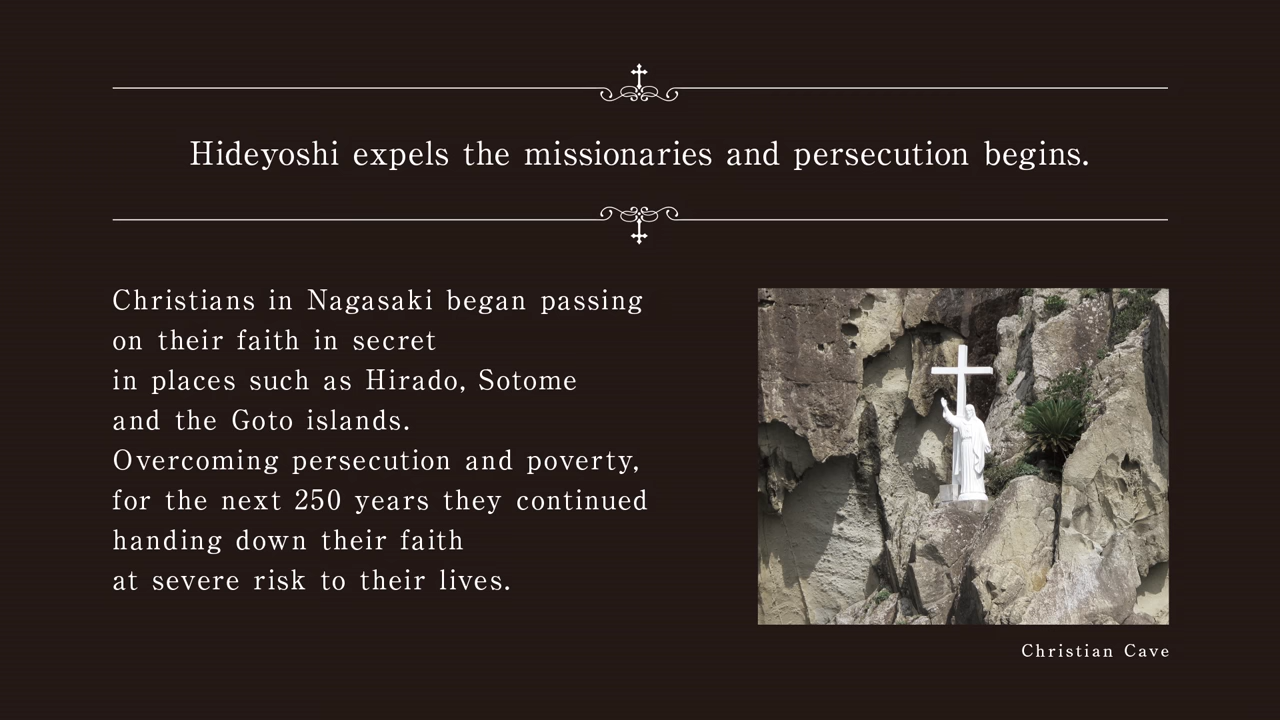 Hideyoshi expels the missionaries and persecution begins.
Christians in Nagasaki began passing
on their faith in secret
in places such as Hirado, Sotome
and the Goto islands.
Overcoming persecution and poverty,
for the next 250 years they continued
handing down their faith
at severe risk to their lives.
Christian Cave